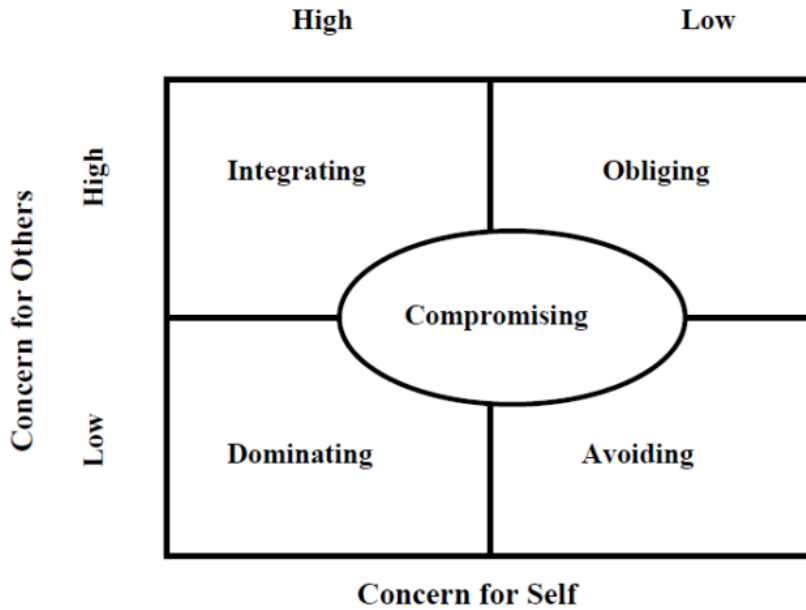 High Low
High
Integrating Obliging
Concern for Others
Compromising
Low
Dominating Avoiding
Concern for Self